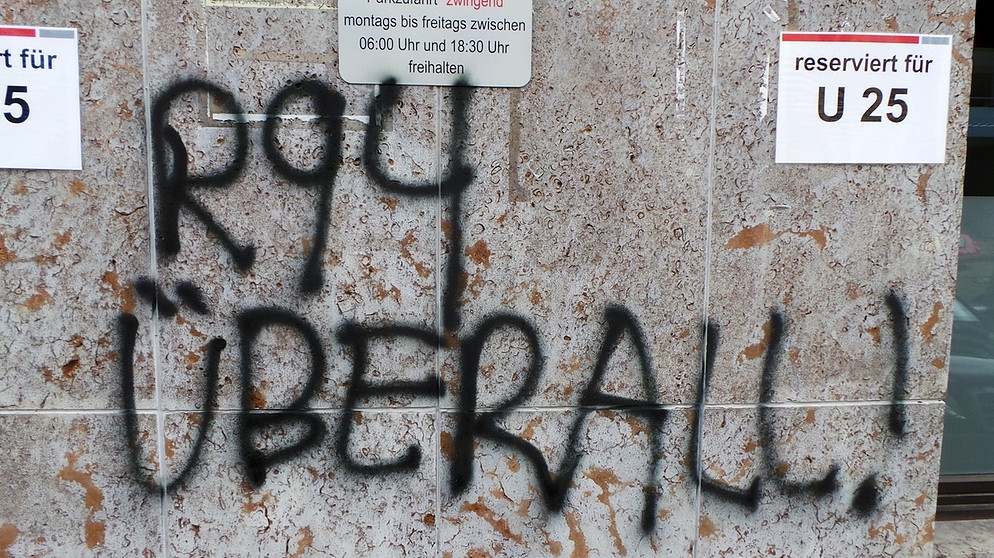 Parkzufahrt zwingend
montags bis freitags zwischen
06:00 Uhr und 18:30 Uhr
freihalten
rt für
5
reserviert für
U 25
R94
ÜBERALL!